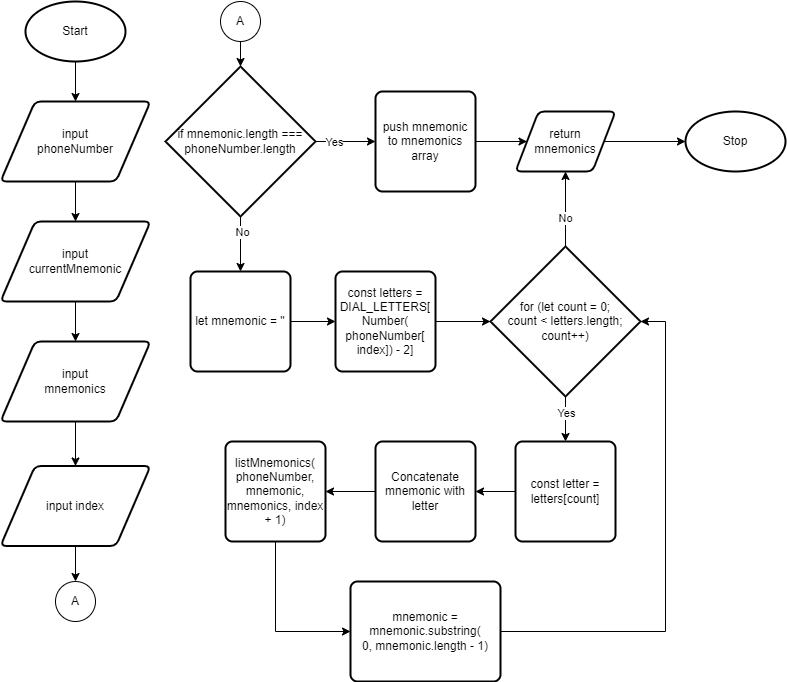 Start
input
phoneNumber
input
currentMnemonic
input
mnemonics
input index
A
A
if mnemonic.length ===
phoneNumber.length
Yes
push mnemonic
to mnemonics
array
return
mnemonics
Stop
No
let mnemonic = ''
const letters =
DIAL_LETTERS[
Number(
phoneNumber[
index]) - 2]
for (let count = 0;
count < letters.length;
count++)
No
Yes
const letter =
letters[count]
Concatenate
mnemonic with
letter
listMnemonics(
phoneNumber,
mnemonic,
mnemonics, index
+ 1)
mnemonic =
mnemonic.substring(
0, mnemonic.length - 1)